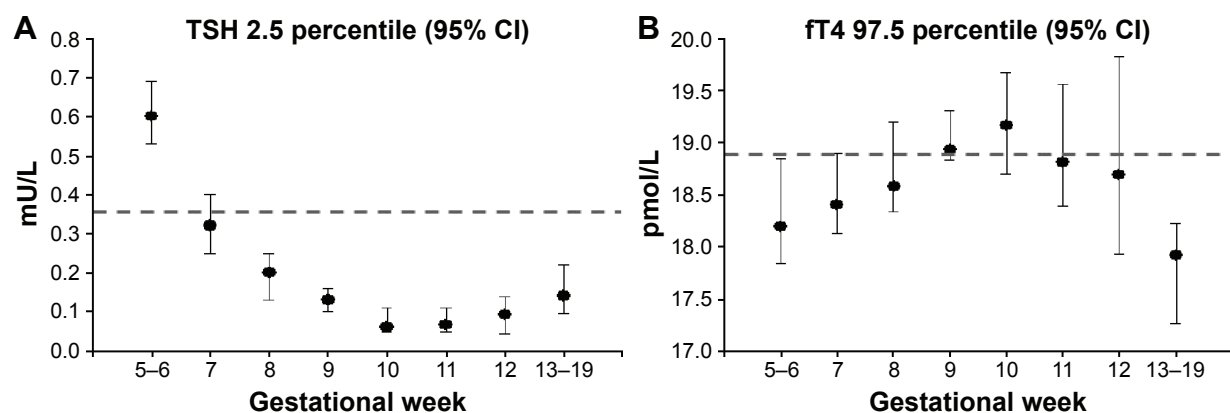 A
TSH 2.5 percentile (95% CI)
mU/L
0.8
0.7
0.6
0.5
0.4
0.3
0.2
0.1
0.0
5–6 7 8 9 10 11 12 13–19
Gestational week
B
fT4 97.5 percentile (95% CI)
pmol/L
20.0
19.5
19.0
18.5
18.0
17.5
17.0
5–6 7 8 9 10 11 12 13–19
Gestational week